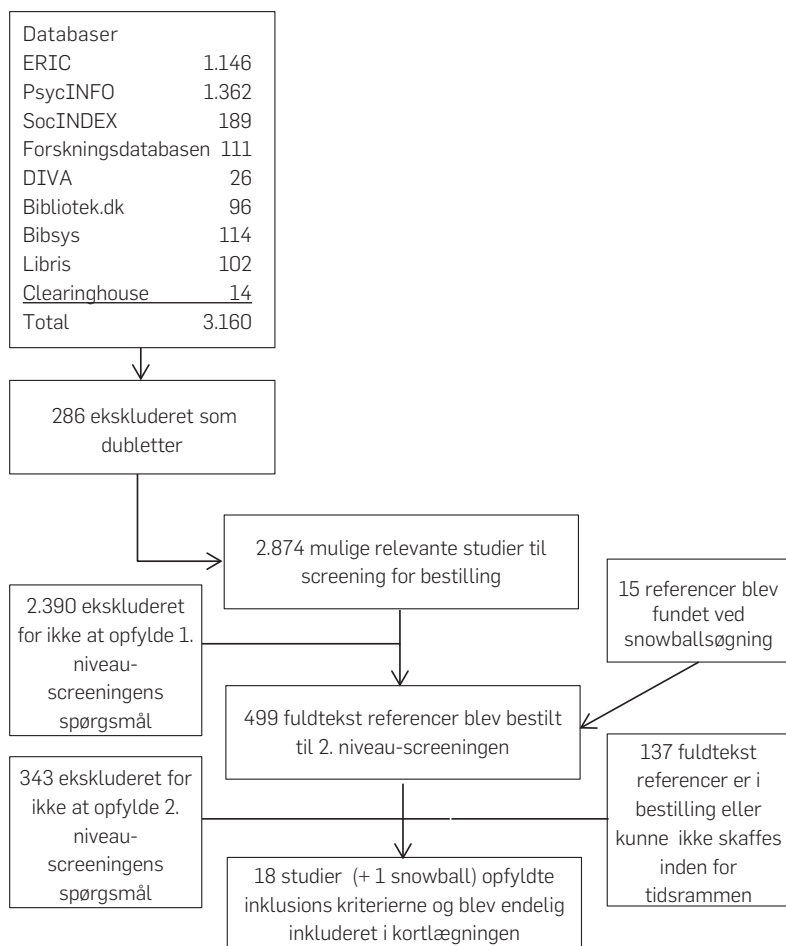 Databaser
ERIC 1.146
PsycINFO 1.362
SocINDEX 189
Forskningsdatabasen 111
DIVA 26
Bibliotek.dk 96
Bibsys 114
Libris 102
Clearinghouse 14
Total 3.160
286 ekskluderet som
dubletter
2.874 mulige relevante studier til
screening for bestilling
2.390 ekskluderet
for ikke at opfylde 1.
niveau-
screeningens
spørgsmål
15 referencer blev
fundet ved
snowballsøgning
499 fuldtekst referencer blev bestilt
til 2. niveau-screeningen
343 ekskluderet for
ikke at opfylde 2.
niveau-
screeningens
spørgsmål
137 fuldtekst
referencer er i
bestilling eller
kunne ikke skaffes
inden for
tidsrammen
18 studier (+ 1 snowball) opfyldte
inklusions kriterierne og blev endelig
inkluderet i kortlægningen